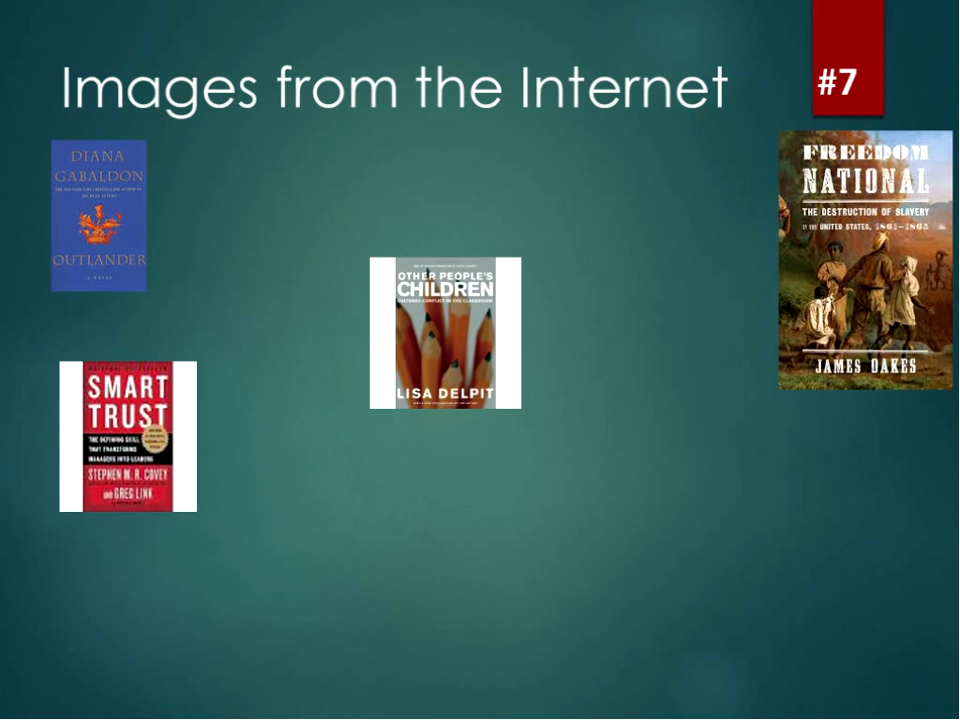 Images from the Internet
#7
DIANA
GABALDON
OUTLANDER
A NOVEL
FREEDOM
NATIONAL
THE DESTRUCTION OF SLAVERY
IN THE UNITED STATES, 1861–1865
JAMES OAKES
OTHER PEOPLE'S
CHILDREN
CULTURAL CONFLICT IN THE CLASSROOM
LISA DELPIT
SMART
TRUST
THE DEFINING SKILL
THAT TRANSFORMS
MANAGERS INTO LEADERS
STEPHEN M. R. COVEY
GREG LINK